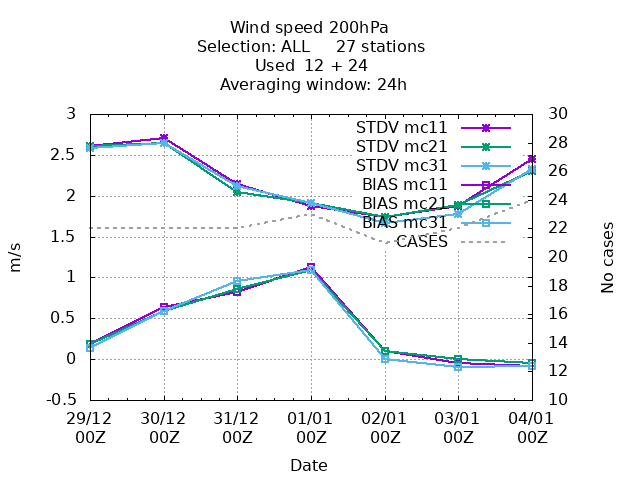 Wind speed 200hPa
Selection: ALL     27 stations
Used  12 + 24
Averaging window: 24h
STDV mc11
STDV mc21
STDV mc31
BIAS mc11
BIAS mc21
BIAS mc31
CASES
3
2.5
2
1.5
1
0.5
0
-0.5
m/s
30
28
26
24
22
20
18
16
14
12
10
No cases
29/12 30/12 31/12 01/01 02/01 03/01 04/01
00Z 00Z 00Z 00Z 00Z 00Z 00Z
Date